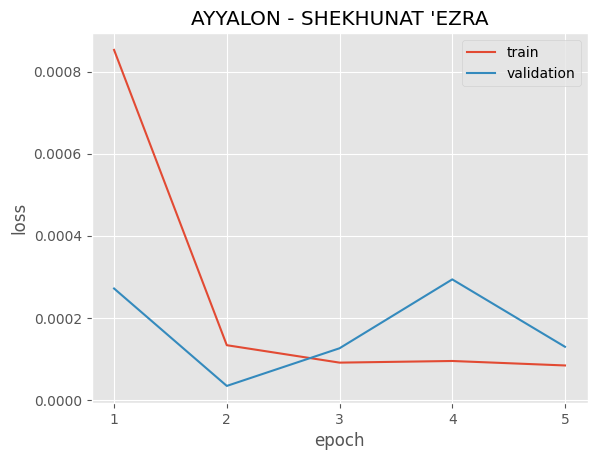 AYYALON - SHEKHUNAT 'EZRA
train
validation
0.0008
0.0006
0.0004
0.0002
0.0000
loss
1 2 3 4 5
epoch